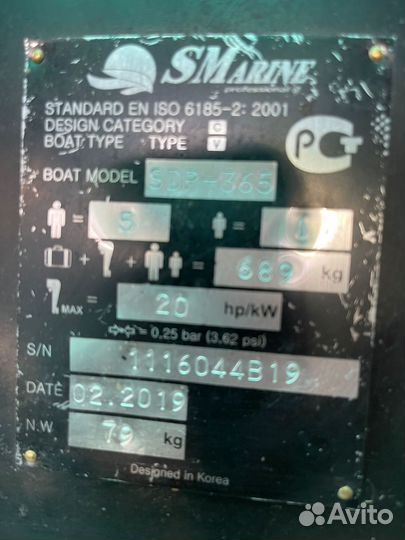 SMARINE
professional
STANDARD EN ISO 6185-2: 2001
DESIGN CATEGORY C
BOAT TYPE TYPE V
РСТ
BOAT MODEL SDP-365
= 5 = 1
+ + = 689 kg
MAX = 20 hp/kW
= 0.25 bar (3.62 psi)
S/N 1116044B19
DATE 02.2019
N.W 79 kg
Designed in Korea
Avito